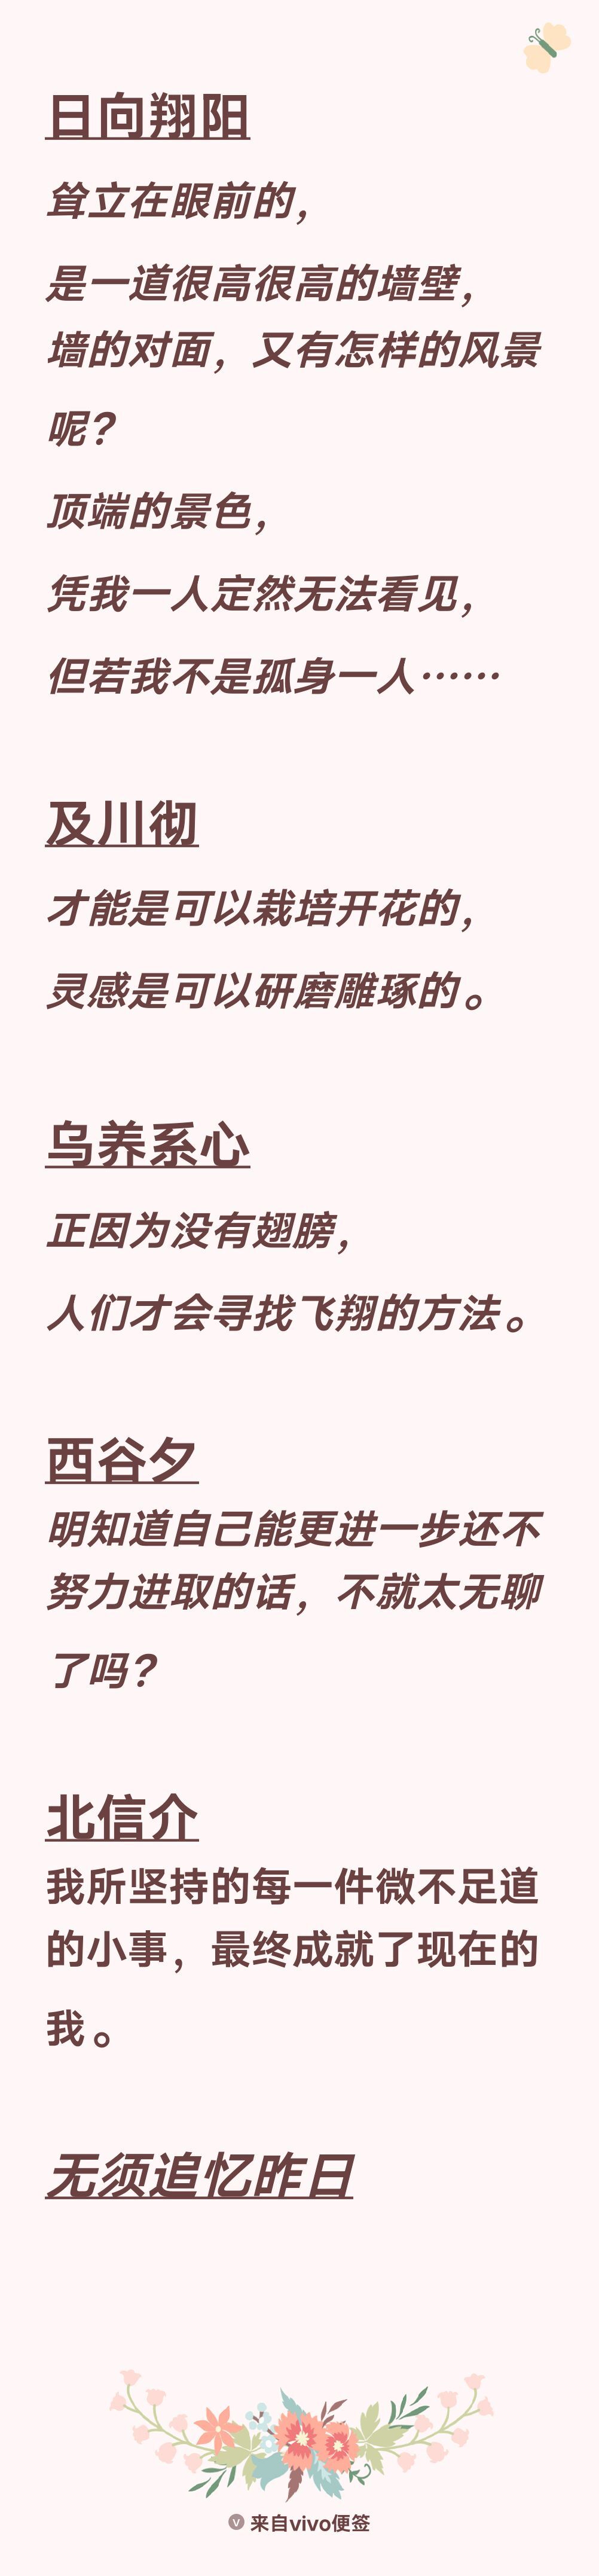 日向翔阳
耸立在眼前的，
是一道很高很高的墙壁，
墙的对面，又有怎样的风景
呢？
顶端的景色，
凭我一人定然无法看见，
但若我不是孤身一人……
及川彻
才能是可以栽培开花的，
灵感是可以研磨雕琢的。
乌养系心
正因为没有翅膀，
人们才会寻找飞翔的方法。
西谷夕
明知道自己能更进一步还不
努力进取的话，不就太无聊
了吗？
北信介
我所坚持的每一件微不足道
的小事，最终成就了现在的
我。
无须追忆昨日
V 来自vivo便签